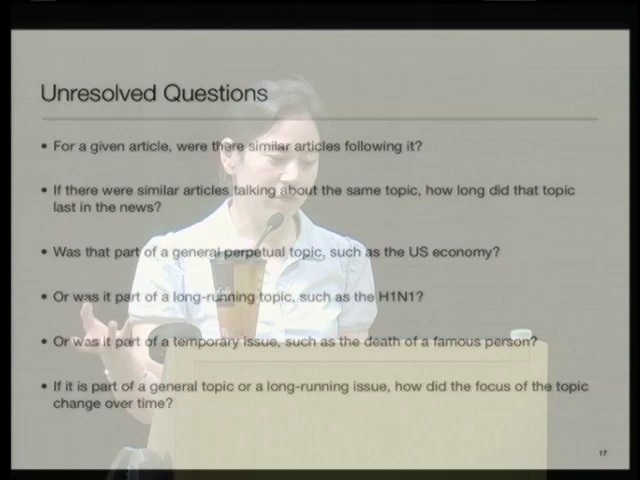 Unresolved Questions
• For a given article, were there similar articles following it?
• If there were similar articles talking about the same topic, how long did that topic
last in the news?
• Was that part of a general perpetual topic, such as the US economy?
• Or was it part of a long-running topic, such as the H1N1?
• Or was it part of a temporary issue, such as the death of a famous person?
• If it is part of a general topic or a long-running issue, how did the focus of the topic
change over time?
17